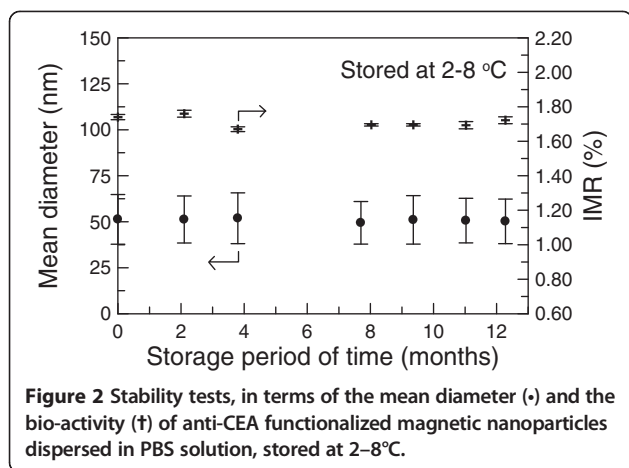 Mean diameter (nm)
150
125
100
75
50
25
0
Stored at 2-8 °C
2.20
2.00
1.80
1.60
1.40
1.20
1.00
0.80
0.60
IMR (%)
0 2 4 6 8 10 12
Storage period of time (months)
Figure 2 Stability tests, in terms of the mean diameter (•) and the
bio-activity (†) of anti-CEA functionalized magnetic nanoparticles
dispersed in PBS solution, stored at 2–8°C.